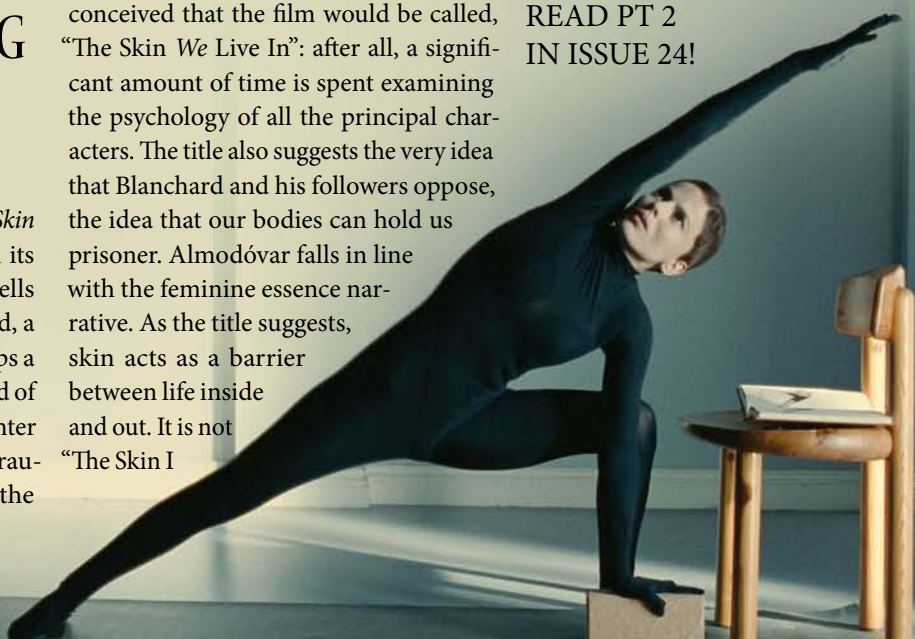 G
Skin
its
ells
d, a
ps a
d of
nter
rau-
the
conceived that the film would be called,
“The Skin We Live In”: after all, a signifi-
cant amount of time is spent examining
the psychology of all the principal char-
acters. The title also suggests the very idea
that Blanchard and his followers oppose,
the idea that our bodies can hold us
prisoner. Almodóvar falls in line
with the feminine essence nar-
rative. As the title suggests,
skin acts as a barrier
between life inside
and out. It is not
“The Skin I
READ PT 2
IN ISSUE 24!